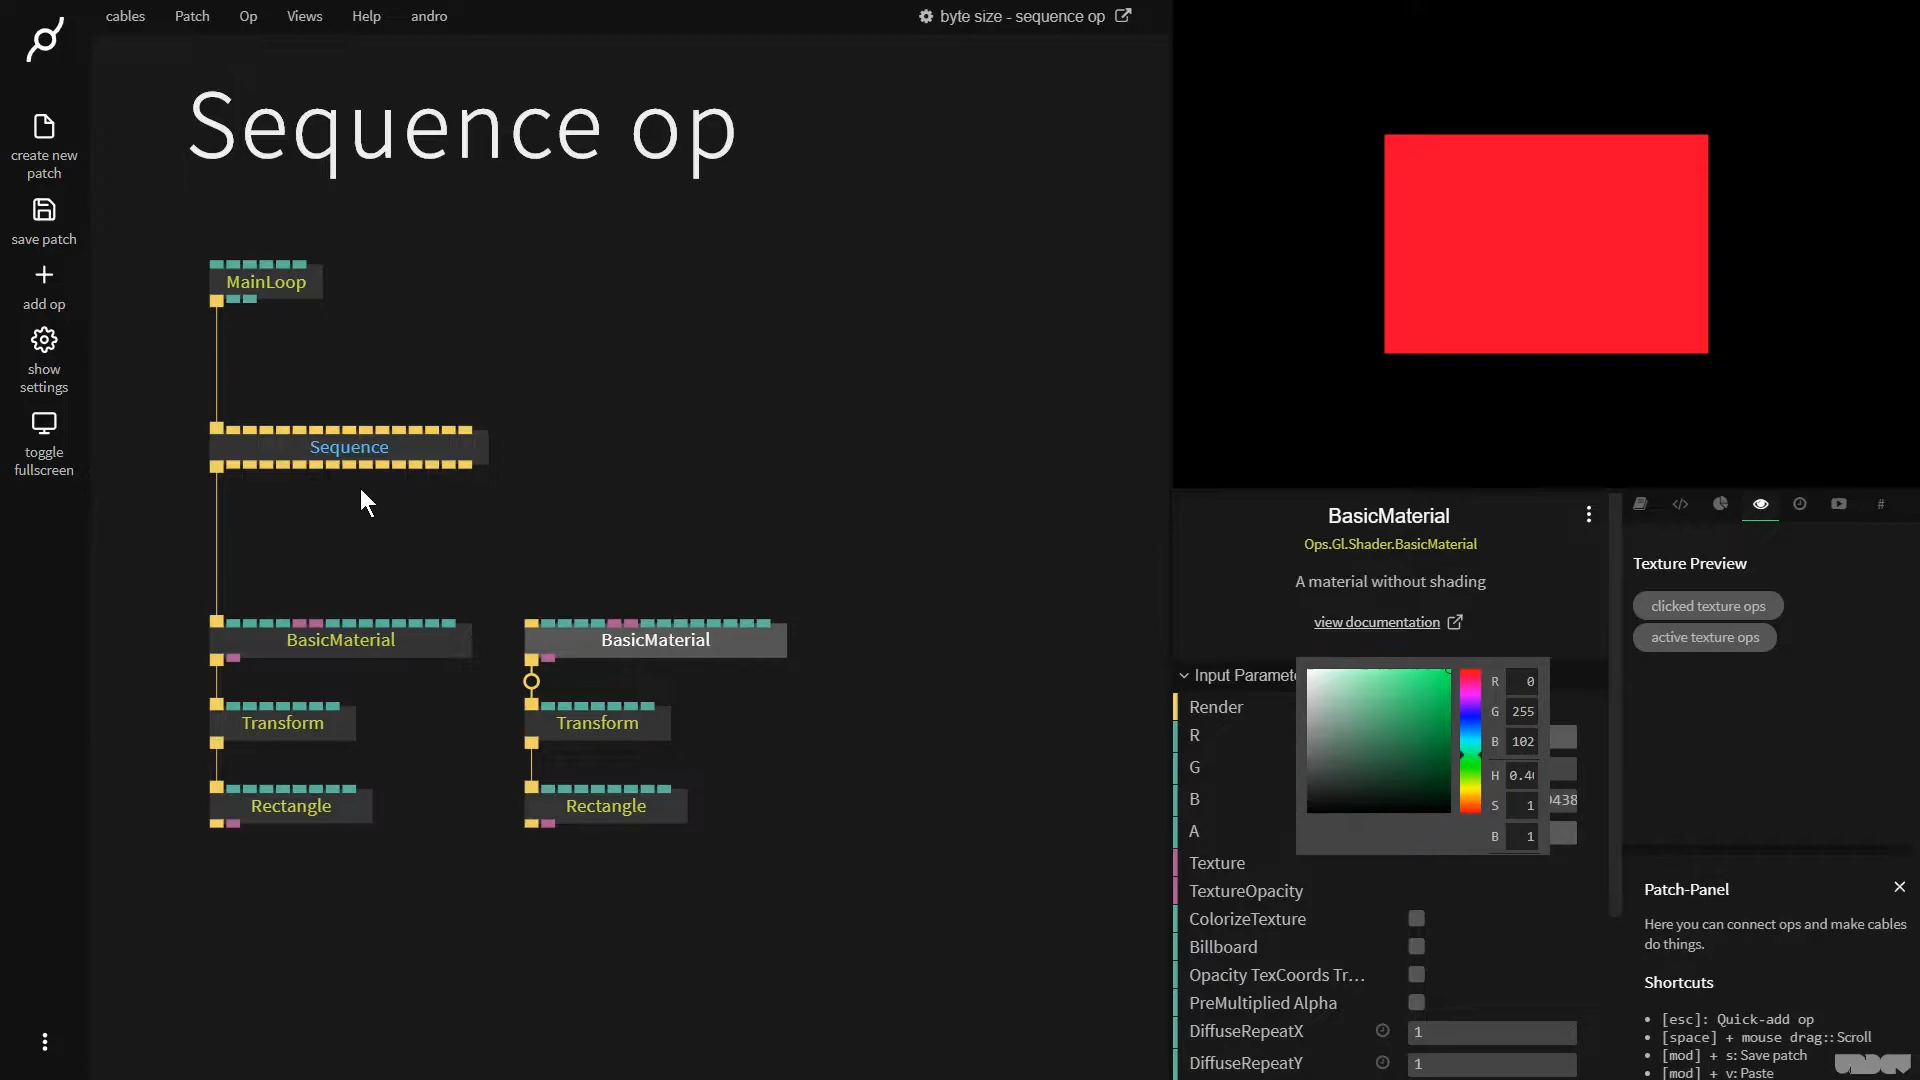 cables
Patch
Op
Views
Help
andro
byte size - sequence op
create new
patch
save patch
add op
show
settings
toggle
fullscreen
Sequence op
MainLoop
Sequence
BasicMaterial
BasicMaterial
Transform
Transform
Rectangle
Rectangle
BasicMaterial
Ops.Gl.Shader.BasicMaterial
A material without shading
view documentation
Input Paramete
Render
R
G
B
A
Texture
TextureOpacity
ColorizeTexture
Billboard
Opacity TexCoords Tr...
PreMultiplied Alpha
DiffuseRepeatX
1
DiffuseRepeatY
1
R 0
G 255
B 102
H 0.4
S 1
B 1
9438
</>
#
Texture Preview
clicked texture ops
active texture ops
Patch-Panel
Here you can connect ops and make cables
do things.
Shortcuts
[esc]: Quick-add op
[space] + mouse drag:: Scroll
[mod] + s: Save patch
[mod] + v: Paste